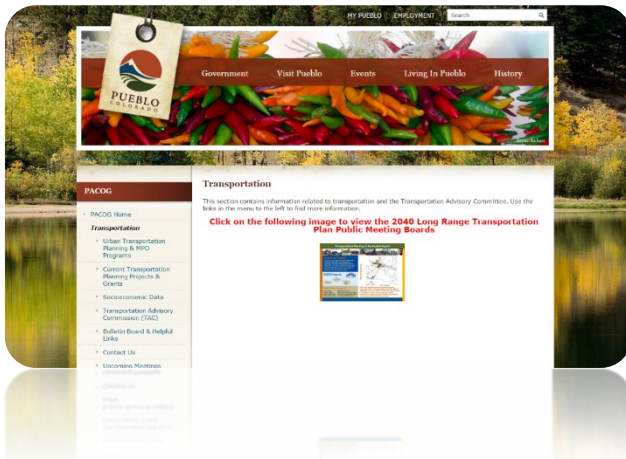 MY PUEBLO | EMPLOYMENT Search
PUEBLO
COLORADO
Government Visit Pueblo Events Living In Pueblo History
PACOG
PACOG Home
Transportation
Urban Transportation
Planning & MPO
Programs
Current Transportation
Planning Projects &
Grants
Socioeconomic Data
Transportation Advisory
Commission (TAC)
Bulletin Board & Helpful
Links
Contact Us
Upcoming Meetings
Transportation
This section contains information related to transportation and the Transportation Advisory Committee. Use the
links in the menu to the left to find more information.
Click on the following image to view the 2040 Long Range Transportation
Plan Public Meeting Boards